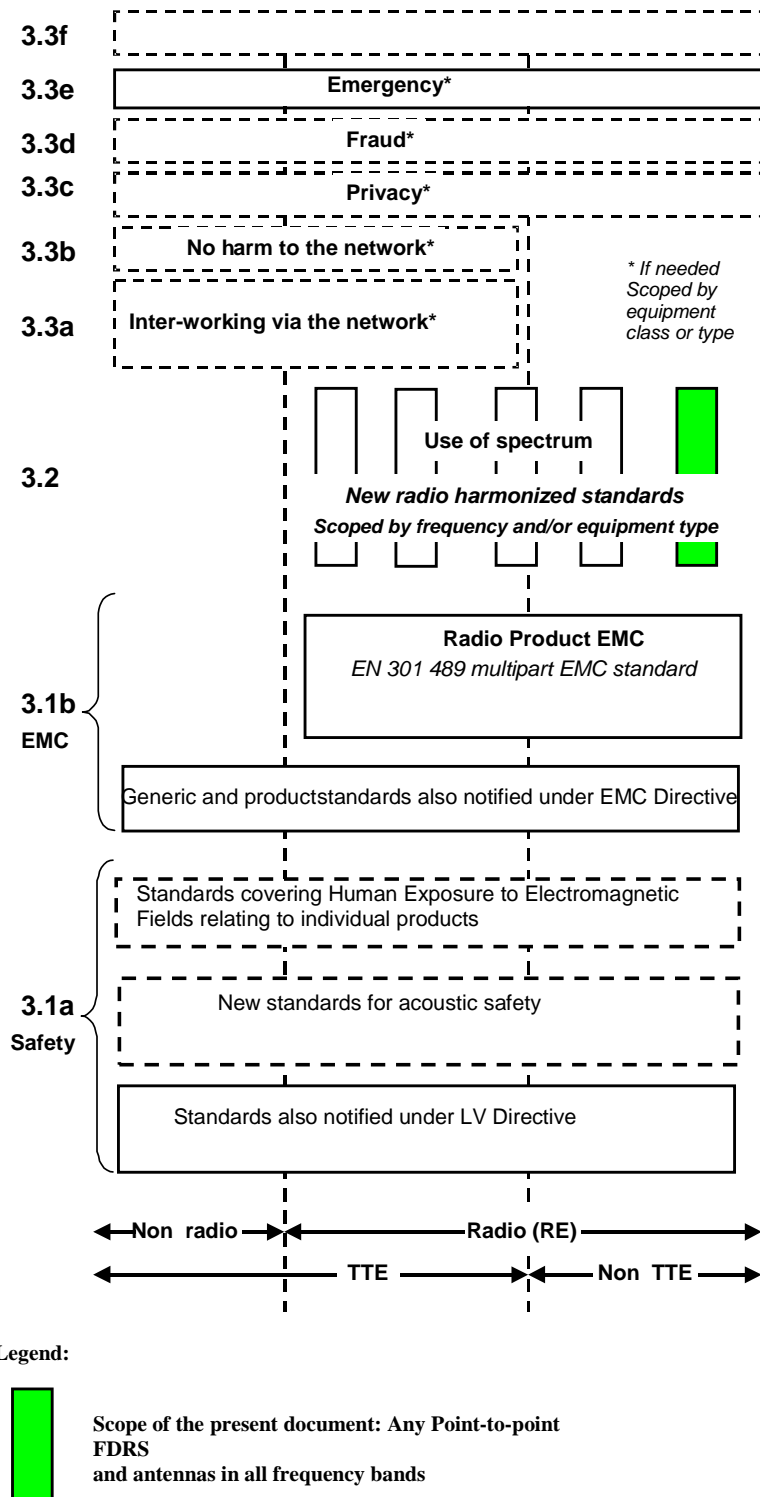 3.3f
3.3e
Emergency*
3.3d
Fraud*
3.3c
Privacy*
3.3b
No harm to the network*
* If needed
Scoped by
equipment
class or type
3.3a
Inter-working via the network*
3.2
Use of spectrum
New radio harmonized standards
Scoped by frequency and/or equipment type
3.1b
EMC
Radio Product EMC
EN 301 489 multipart EMC standard
Generic and productstandards also notified under EMC Directive
3.1a
Safety
Standards covering Human Exposure to Electromagnetic
Fields relating to individual products
New standards for acoustic safety
Standards also notified under LV Directive
Non radio
Radio (RE)
TTE
Non TTE
Legend:
Scope of the present document: Any Point-to-point
FDRS
and antennas in all frequency bands